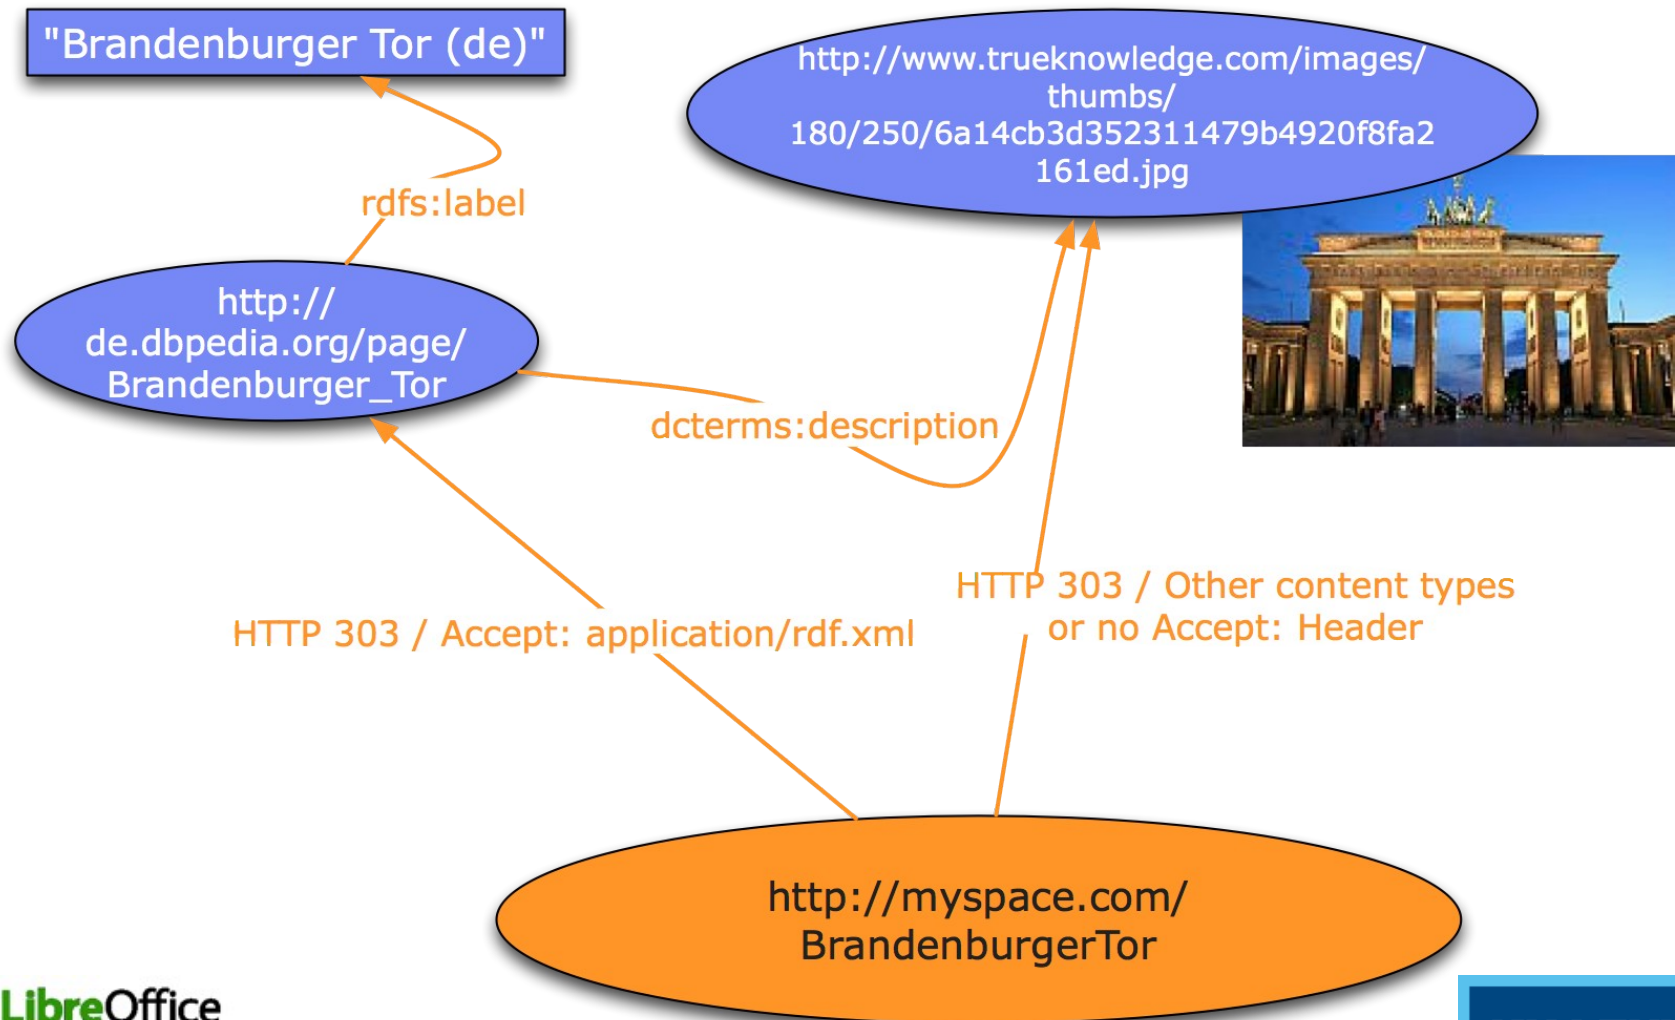 "Brandenburger Tor (de)"
http://www.trueknowledge.com/images/
thumbs/
180/250/6a14cb3d352311479b4920f8fa2
161ed.jpg
rdfs:label
http://
de.dbpedia.org/page/
Brandenburger_Tor
dcterms:description
HTTP 303 / Other content types
or no Accept: Header
HTTP 303 / Accept: application/rdf.xml
http://myspace.com/
BrandenburgerTor
LibreOffice